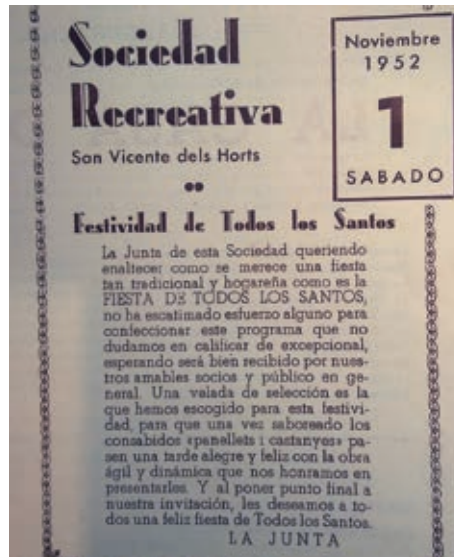 Sociedad
Recreativa
San Vicente dels Horts
Noviembre
1952
1
SABADO
Festividad de Todos los Santos
La Junta de esta Sociedad queriendo
enaltecer como se merece una fiesta
tan tradicional y hogareña como es la
FIESTA DE TODOS LOS SANTOS,
no ha escatimado esfuerzo alguno para
confeccionar este programa que no
dudamos en calificar de excepcional,
esperando será bien recibido por nues-
tros amables socios y público en ge-
neral. Una velada de selección es la
que hemos escogido para esta festivi-
dad, para que una vez saboreado los
consabidos «panellets i castanyes» pa-
sen una tarde alegre y feliz con la obra
ágil y dinámica que nos honramos en
presentarles. Y al poner punto final a
nuestra invitación, les deseamos a to-
dos una feliz fiesta de Todos los Santos.
LA JUNTA